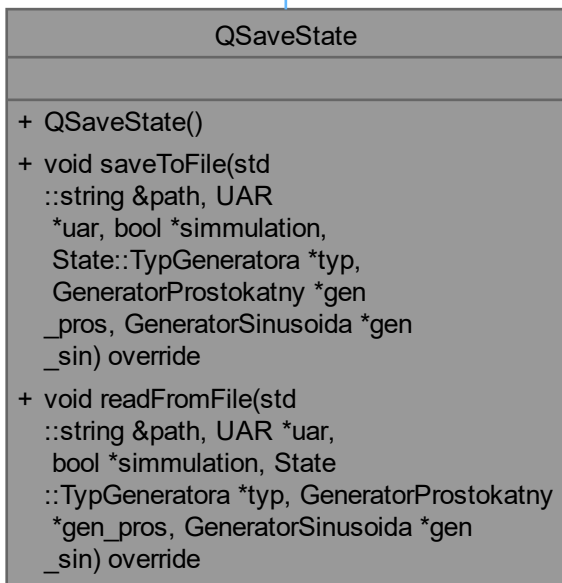 QSaveState
+ QSaveState()
+ void saveToFile(std
::string &path, UAR
*uar, bool *simmulation,
State::TypGeneratora *typ,
GeneratorProstokatny *gen
_pros, GeneratorSinusoida *gen
_sin) override
+ void readFromFile(std
::string &path, UAR *uar,
bool *simmulation, State
::TypGeneratora *typ, GeneratorProstokatny
*gen_pros, GeneratorSinusoida *gen
_sin) override